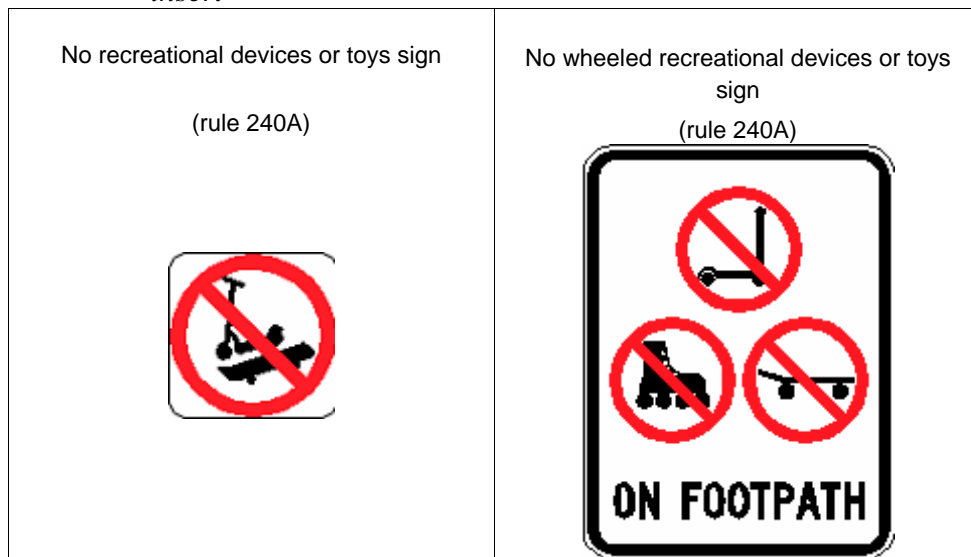 insert
No recreational devices or toys sign
(rule 240A)
No wheeled recreational devices or toys
sign
(rule 240A)
ON FOOTPATH